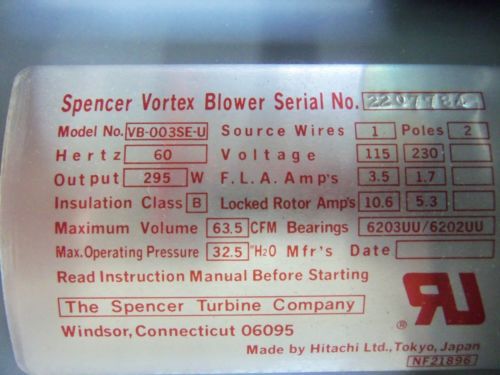 Spencer Vortex Blower Serial No.
Model No. VB-003SE-U Source Wires 1 Poles 2
Hertz 60 Voltage 115 230
Output 295 W F.L.A. Amp's 3.5 1.7
Insulation Class B Locked Rotor Amp's 10.6 5.3
Maximum Volume 63.5 CFM Bearings 6203UU/6202UU
Max. Operating Pressure 32.5 "H2O Mfr's Date
Read Instruction Manual Before Starting
The Spencer Turbine Company
Windsor, Connecticut 06095
®
Made by Hitachi Ltd., Tokyo, Japan
NF21896